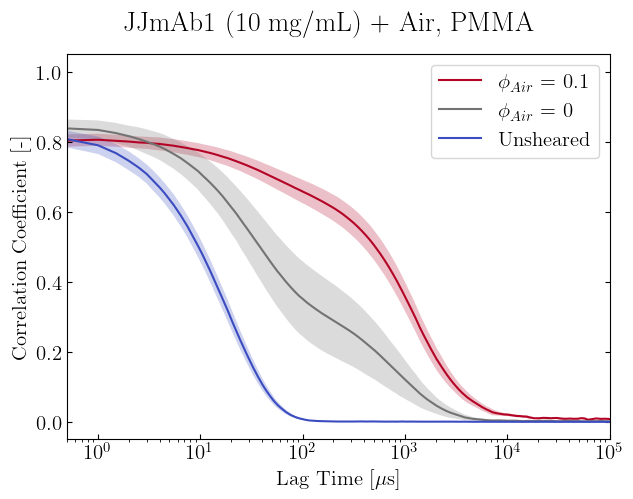 JJmAb1 (10 mg/mL) + Air, PMMA
ϕ_Air = 0.1
ϕ_Air = 0
Unsheared
Correlation Coefficient [-]
1.0
0.8
0.6
0.4
0.2
0.0
10^0 10^1 10^2 10^3 10^4 10^5
Lag Time [μs]